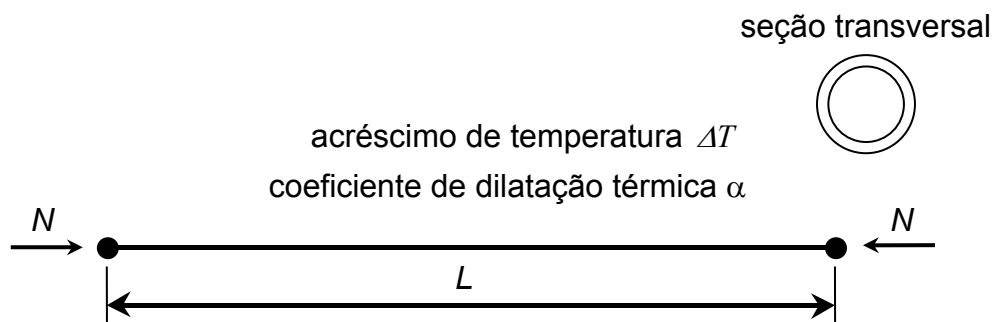 seção transversal
acréscimo de temperatura ΔT
coeficiente de dilatação térmica α
N
N
L